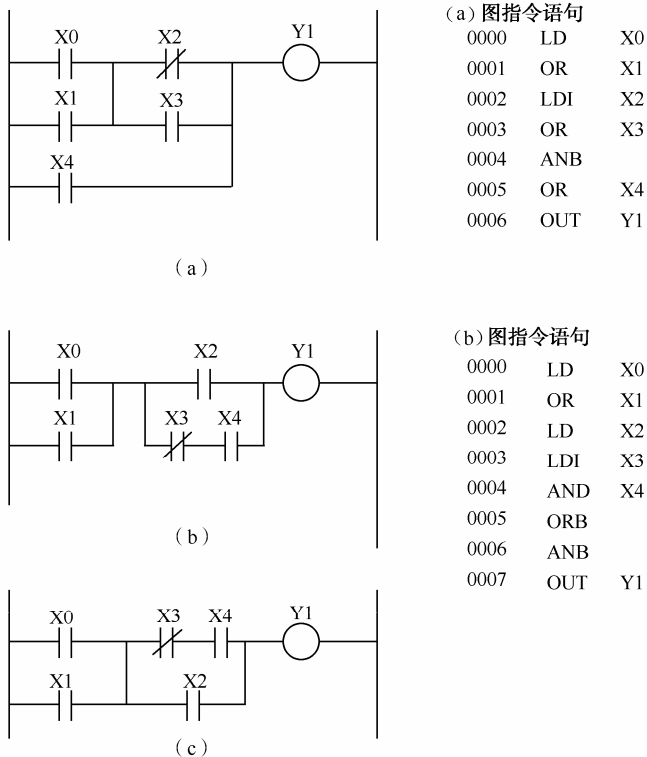 X0 X2 Y1
X1 X3
X4
(a)
(a)图指令语句
0000 LD X0
0001 OR X1
0002 LDI X2
0003 OR X3
0004 ANB
0005 OR X4
0006 OUT Y1
X0 X2 Y1
X1 X3 X4
(b)
(b)图指令语句
0000 LD X0
0001 OR X1
0002 LD X2
0003 LDI X3
0004 AND X4
0005 ORB
0006 ANB
0007 OUT Y1
X0 X3 X4 Y1
X1 X2
(c)